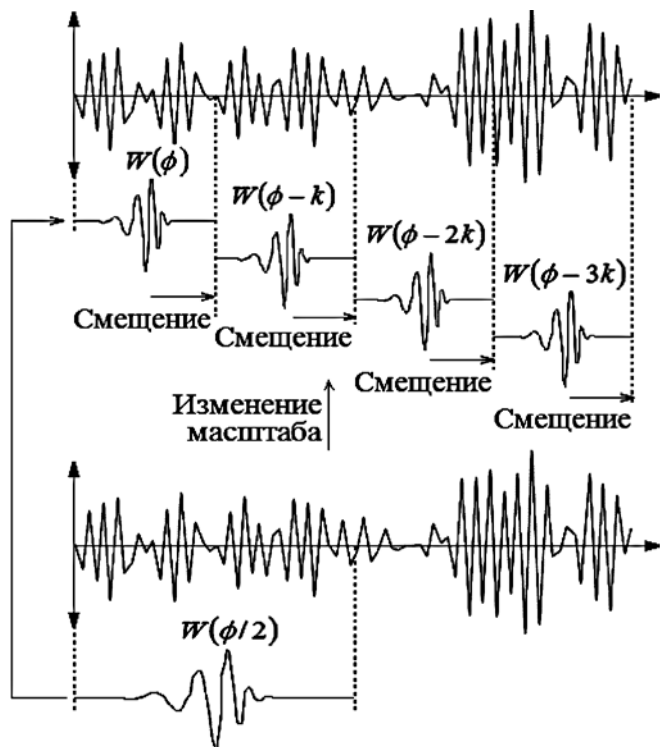 W(ϕ)
W(ϕ – k)
W(ϕ – 2k)
W(ϕ – 3k)
Смещение
Смещение
Смещение
Смещение
Изменение
масштаба
W(ϕ/2)